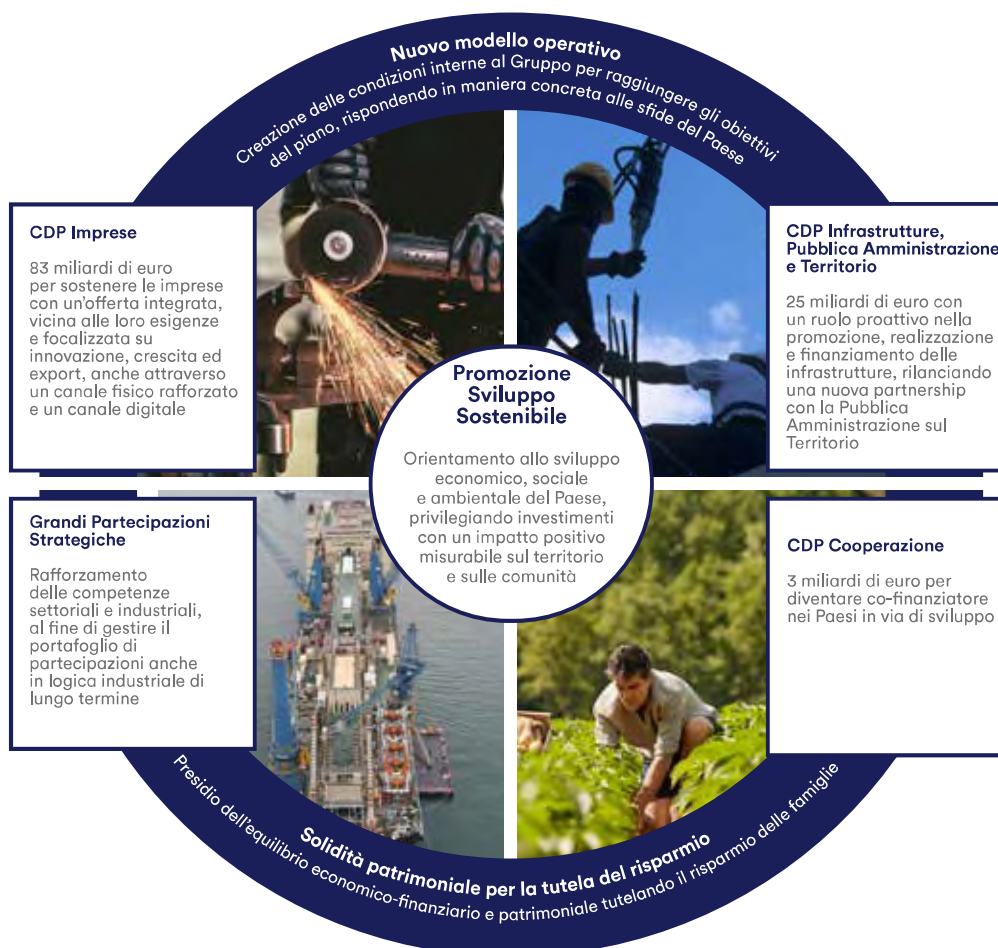 Nuovo modello operativo
Creazione delle condizioni interne al Gruppo per raggiungere gli obiettivi
del piano, rispondendo in maniera concreta alle sfide del Paese
CDP Imprese
83 miliardi di euro
per sostenere le imprese
con un'offerta integrata,
vicina alle loro esigenze
e focalizzata su
innovazione, crescita ed
export, anche attraverso
un canale fisico rafforzato
e un canale digitale
CDP Infrastrutture,
Pubblica Amministrazione
e Territorio
25 miliardi di euro con
un ruolo proattivo nella
promozione, realizzazione
e finanziamento delle
infrastrutture, rilanciando
una nuova partnership
con la Pubblica
Amministrazione sul
Territorio
Promozione
Sviluppo
Sostenibile
Orientamento allo sviluppo
economico, sociale
e ambientale del Paese,
privilegiando investimenti
con un impatto positivo
misurabile sul territorio
e sulle comunità
Grandi Partecipazioni
Strategiche
Rafforzamento
delle competenze
settoriali e industriali,
al fine di gestire il
portafoglio di
partecipazioni anche
in logica industriale di
lungo termine
CDP Cooperazione
3 miliardi di euro per
diventare co-finanziatore
nei Paesi in via di sviluppo
Solidità patrimoniale per la tutela del risparmio
Presidio dell'equilibrio economico-finanziario e patrimoniale tutelando il risparmio delle famiglie